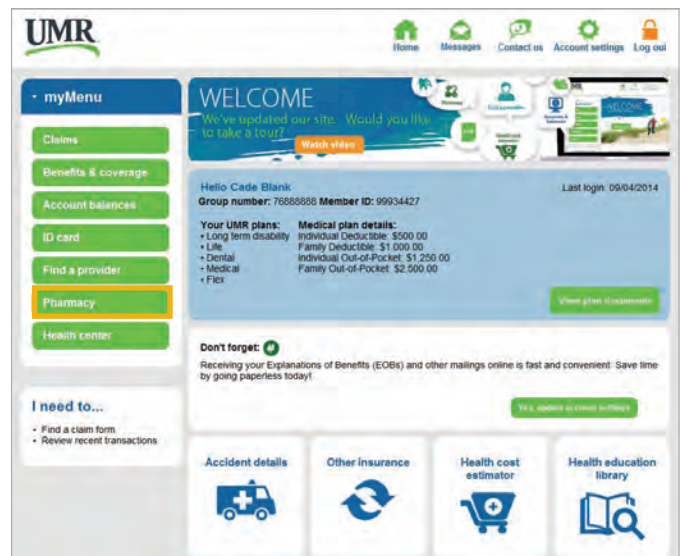 UMR
Home Messages Contact us Account settings Log out
myMenu
Claims
Benefits & coverage
Account balances
ID card
Find a provider
Pharmacy
Health center
I need to...
• Find a claim form
• Review recent transactions
WELCOME
We've updated our site. Would you like
to take a tour?
Watch video
WELCOME
Hello Cade Blank
Last login: 09/04/2014
Group number: 76888888 Member ID: 99934427
Your UMR plans:
• Long term disability
• Life
• Dental
• Medical
• Flex
Medical plan details:
Individual Deductible: $500.00
Family Deductible: $1,000.00
Individual Out-of-Pocket: $1,250.00
Family Out-of-Pocket: $2,500.00
View plan documents
Don't forget:
Receiving your Explanations of Benefits (EOBs) and other mailings online is fast and convenient. Save time
by going paperless today!
Yes, update account settings
Accident details
Other insurance
Health cost
estimator
Health education
library